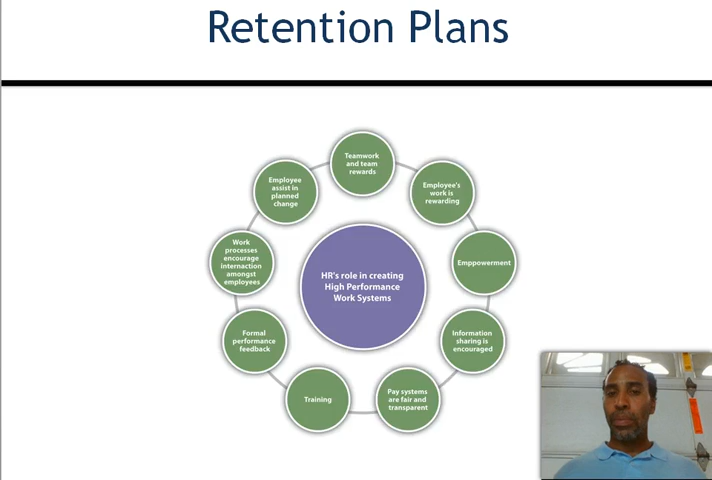 Retention Plans
Teamwork
and team
rewards
Employee's
work is
rewarding
Emppowerment
Information
sharing is
encouraged
Pay systems
are fair and
transparent
Training
Formal
performance
feedback
Work
processes
encourage
internaction
amongst
employees
Employee
assist in
planned
change
HR's role in creating
High Performance
Work Systems